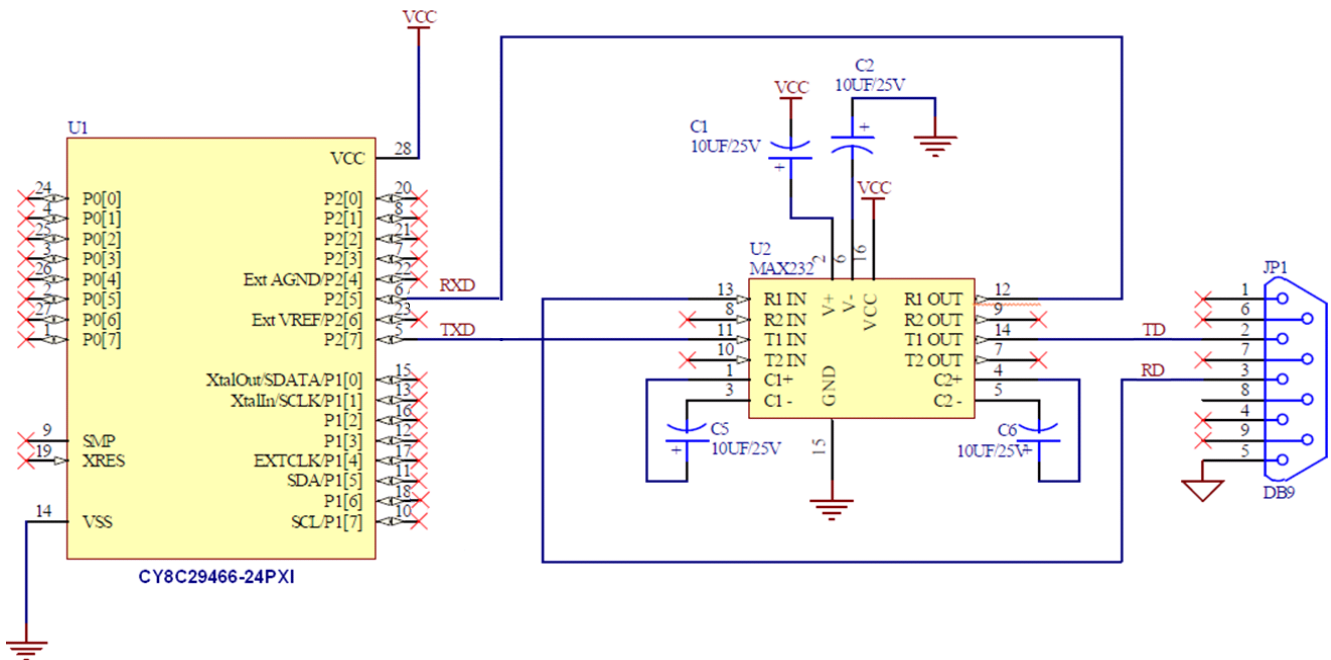 VCC
U1
VCC 28
24 P0[0]
4 P0[1]
25 P0[2]
3 P0[3]
26 P0[4]
2 P0[5]
27 P0[6]
1 P0[7]
P2[0] 20
P2[1] 8
P2[2] 21
P2[3] 7
Ext AGND/P2[4] 22
P2[5] 6 RXD
Ext VREF/P2[6] 23
P2[7] 5 TXD
XtalOut/SDATA/P1[0] 15
XtalIn/SCLK/P1[1] 13
P1[2] 16
P1[3] 12
EXTCLK/P1[4] 17
SDA/P1[5] 11
P1[6] 18
SCL/P1[7] 10
9 SMP
19 XRES
14 VSS
CY8C29466-24PXI
VCC
C1
10UF/25V
+
C2
10UF/25V
+
VCC
U2
MAX232
2 V+
6 V-
16 VCC
13 R1 IN
8 R2 IN
11 T1 IN
10 T2 IN
1 C1+
3 C1 -
GND 15
R1 OUT 12
R2 OUT 9
T1 OUT 14
T2 OUT 7
C2+ 4
C2 - 5
C5
10UF/25V
+
C6
10UF/25V
+
TD
RD
JP1
1
6
2
7
3
8
4
9
5
DB9